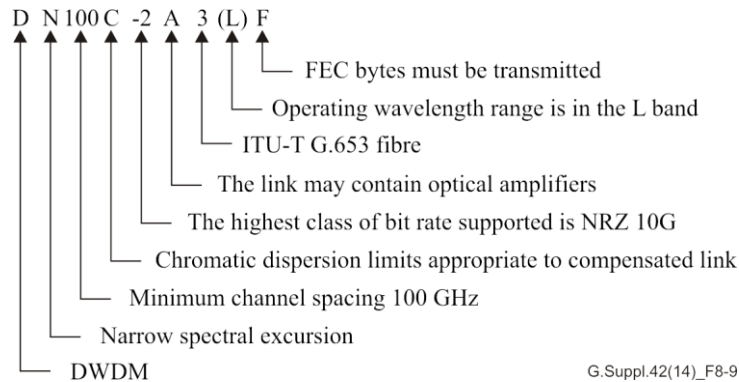 D N 100 C -2 A 3 (L) F
FEC bytes must be transmitted
Operating wavelength range is in the L band
ITU-T G.653 fibre
The link may contain optical amplifiers
The highest class of bit rate supported is NRZ 10G
Chromatic dispersion limits appropriate to compensated link
Minimum channel spacing 100 GHz
Narrow spectral excursion
DWDM
G.Suppl.42(14)_F8-9